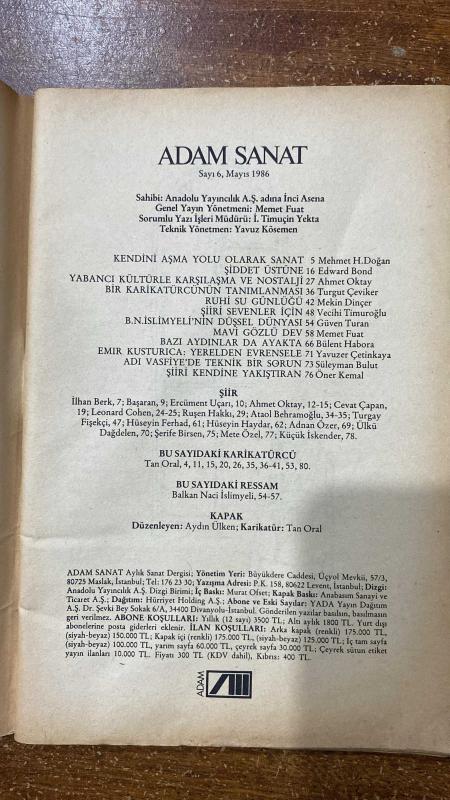 ADAM SANAT
Sayı 6, Mayıs 1986
Sahibi: Anadolu Yayıncılık A.Ş. adına İnci Asena
Genel Yayın Yönetmeni: Memet Fuat
Sorumlu Yazı İşleri Müdürü: İ. Timuçin Yekta
Teknik Yönetmen: Yavuz Kösemen
KENDİNİ AŞMA YOLU OLARAK SANAT 5 Mehmet H.Doğan
ŞİDDET ÜSTÜNE 16 Edward Bond
YABANCI KÜLTÜRLE KARŞILAŞMA VE NOSTALJİ 27 Ahmet Oktay
BİR KARİKATÜRCÜNÜN TANIMLANMASI 36 Turgut Çeviker
RUHİ SU GÜNLÜĞÜ 42 Mekin Dinçer
ŞİİRİ SEVENLER İÇİN 48 Vecihi Timuroğlu
B.N.İSLİMYELİ'NİN DÜŞSEL DÜNYASI 54 Güven Turan
MAVİ GÖZLÜ DEV 58 Memet Fuat
BAZI AYDINLAR DA AYAKTA 66 Bülent Habora
EMIR KUSTURICA: YERELDEN EVRENSELE 71 Yavuzer Çetinkaya
ADI VASFİYE'DE TEKNİK BİR SORUN 73 Süleyman Bulut
ŞİİRİ KENDİNE YAKIŞTIRAN 76 Öner Kemal
ŞİİR
İlhan Berk, 7; Başaran, 9; Ercüment Uçarı, 10; Ahmet Oktay, 12-15; Cevat Çapan,
19; Leonard Cohen, 24-25; Ruşen Hakkı, 29; Ataol Behramoğlu, 34-35; Turgay
Fişekçi, 47; Hüseyin Ferhad, 61; Hüseyin Haydar, 62; Adnan Özer, 69; Ülkü
Dağdelen, 70; Şerife Birsen, 75; Mete Özel, 77; Küçük İskender, 78.
BU SAYIDAKİ KARİKATÜRCÜ
Tan Oral, 4, 11, 15, 20, 26, 35, 36-41, 53, 80.
BU SAYIDAKİ RESSAM
Balkan Naci İslimyeli, 54-57.
KAPAK
Düzenleyen: Aydın Ülken; Karikatür: Tan Oral
ADAM SANAT Aylık Sanat Dergisi; Yönetim Yeri: Büyükdere Caddesi, Üçyol Mevkii, 57/3,
80725 Maslak, İstanbul; Tel: 176 23 30; Yazışma Adresi: P.K. 158, 80622 Levent, İstanbul; Dizgi:
Anadolu Yayıncılık A.Ş. Dizgi Birimi; İç Baskı: Murat Ofset; Kapak Baskı: Anabasım Sanayi ve
Ticaret A.Ş.; Dağıtım: Hürriyet Holding A.Ş.; Abone ve Eski Sayılar: YADA Yayın Dağıtım
A.Ş. Dr. Şevki Bey Sokak 6/A, 34400 Divanyolu-İstanbul. Gönderilen yazılar basılsın, basılmasın
geri verilmez. ABONE KOŞULLARI: Yıllık (12 sayı) 3500 TL; Altı aylık 1800 TL. Yurt dışı
abonelerine posta giderleri eklenir. İLAN KOŞULLARI: Arka kapak (renkli) 175.000 TL,
(siyah-beyaz) 150.000 TL; Kapak içi (renkli) 175.000 TL, (siyah-beyaz) 125.000 TL; İç tam sayfa
(siyah-beyaz) 100.000 TL, yarım sayfa 60.000 TL, çeyrek sayfa 30.000 TL; Çeyrek sütun etiket
yayın ilanları 10.000 TL. Fiyatı 300 TL (KDV dahil), Kıbrıs: 400 TL.
ADAM